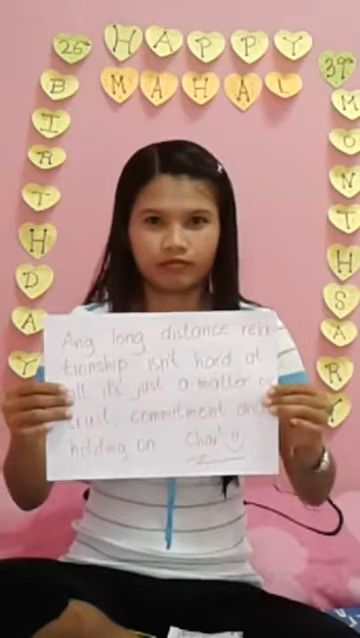 HAPPY
MAHAL
26th
BIRTHDAY
39th
MONTHSARY
Ang long distance rela
tionship isn't hard at
all it's just a matter of
trust, commitment and
holding on